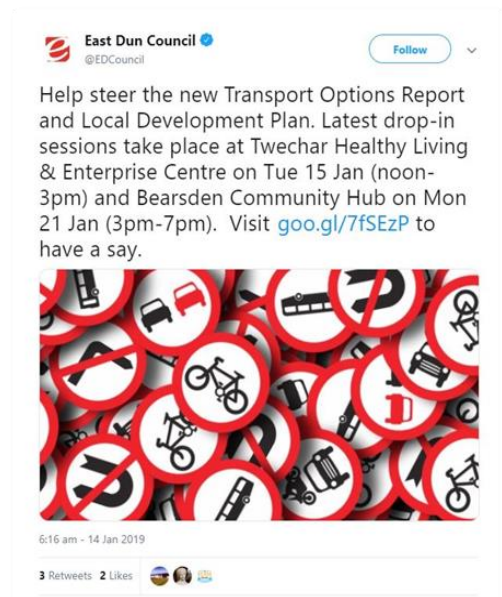 East Dun Council
@EDCouncil
Follow
Help steer the new Transport Options Report
and Local Development Plan. Latest drop-in
sessions take place at Twechar Healthy Living
& Enterprise Centre on Tue 15 Jan (noon-
3pm) and Bearsden Community Hub on Mon
21 Jan (3pm-7pm). Visit goo.gl/7fSEzP to
have a say.
6:16 am - 14 Jan 2019
3 Retweets 2 Likes